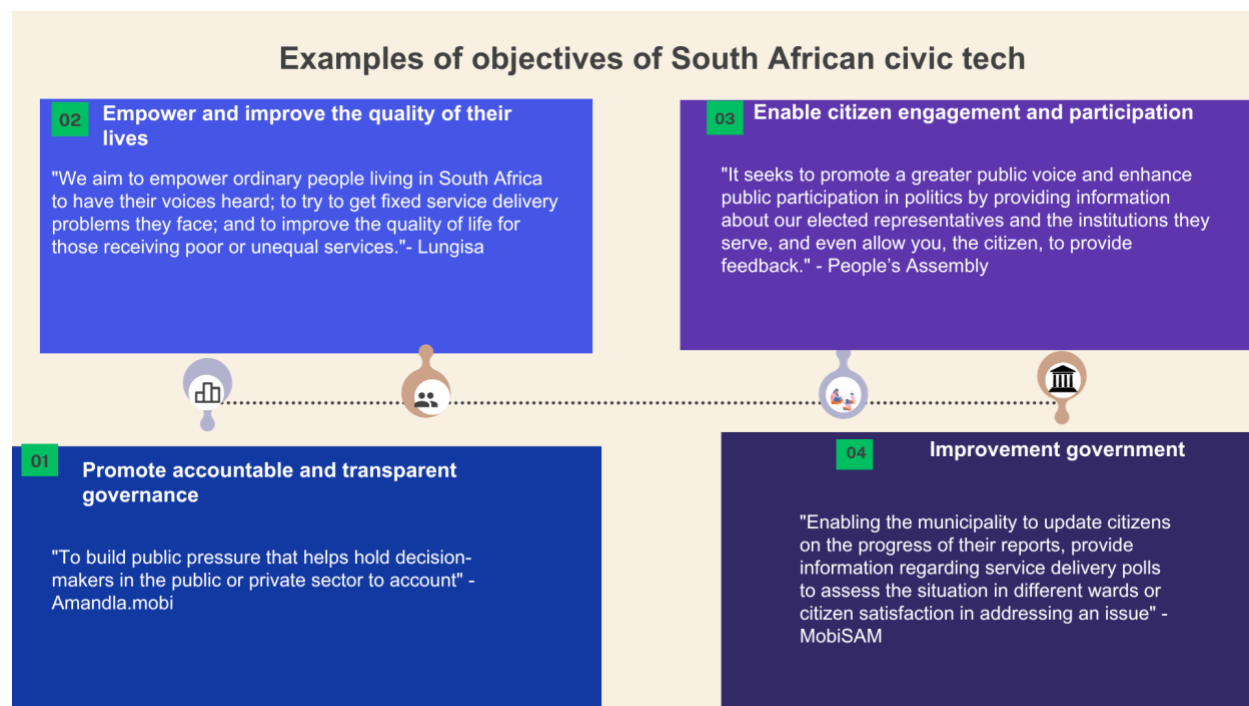 Examples of objectives of South African civic tech
02
Empower and improve the quality of their
lives
"We aim to empower ordinary people living in South Africa
to have their voices heard; to try to get fixed service delivery
problems they face; and to improve the quality of life for
those receiving poor or unequal services."- Lungisa
03
Enable citizen engagement and participation
"It seeks to promote a greater public voice and enhance
public participation in politics by providing information
about our elected representatives and the institutions they
serve, and even allow you, the citizen, to provide
feedback." - People’s Assembly
01
Promote accountable and transparent
governance
"To build public pressure that helps hold decision-
makers in the public or private sector to account" -
Amandla.mobi
04
Improvement government
"Enabling the municipality to update citizens
on the progress of their reports, provide
information regarding service delivery polls
to assess the situation in different wards or
citizen satisfaction in addressing an issue" -
MobiSAM